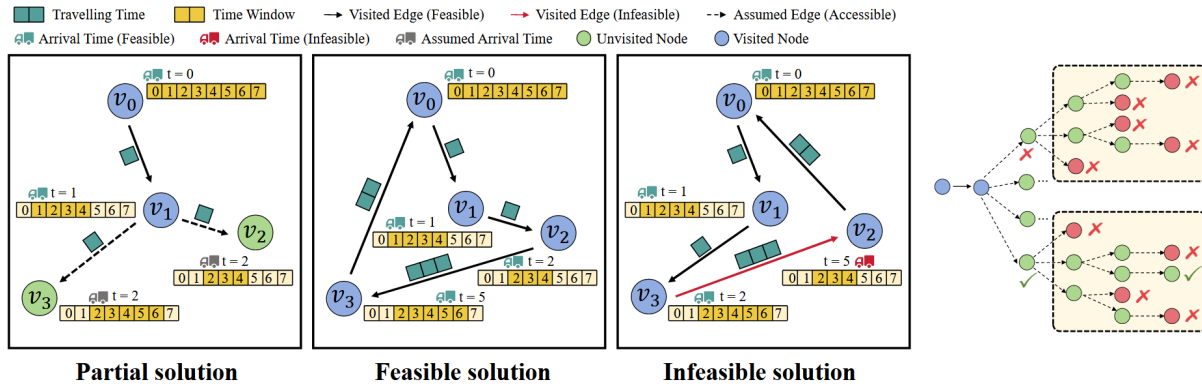 Travelling Time Time Window Visited Edge (Feasible) Visited Edge (Infeasible) Assumed Edge (Accessible)
Arrival Time (Feasible) Arrival Time (Infeasible) Assumed Arrival Time Unvisited Node Visited Node
t = 0
v0 0 1 2 3 4 5 6 7
t = 1
0 1 2 3 4 5 6 7 v1
v2
t = 2
0 1 2 3 4 5 6 7
v3 t = 2
0 1 2 3 4 5 6 7
Partial solution
t = 0
v0 0 1 2 3 4 5 6 7
v1
t = 1 v2
0 1 2 3 4 5 6 7
t = 2
0 1 2 3 4 5 6 7
v3 t = 5
0 1 2 3 4 5 6 7
Feasible solution
t = 0
v0 0 1 2 3 4 5 6 7
t = 1
0 1 2 3 4 5 6 7 v1
v2
t = 5
0 1 2 3 4 5 6 7
v3 t = 2
0 1 2 3 4 5 6 7
Infeasible solution